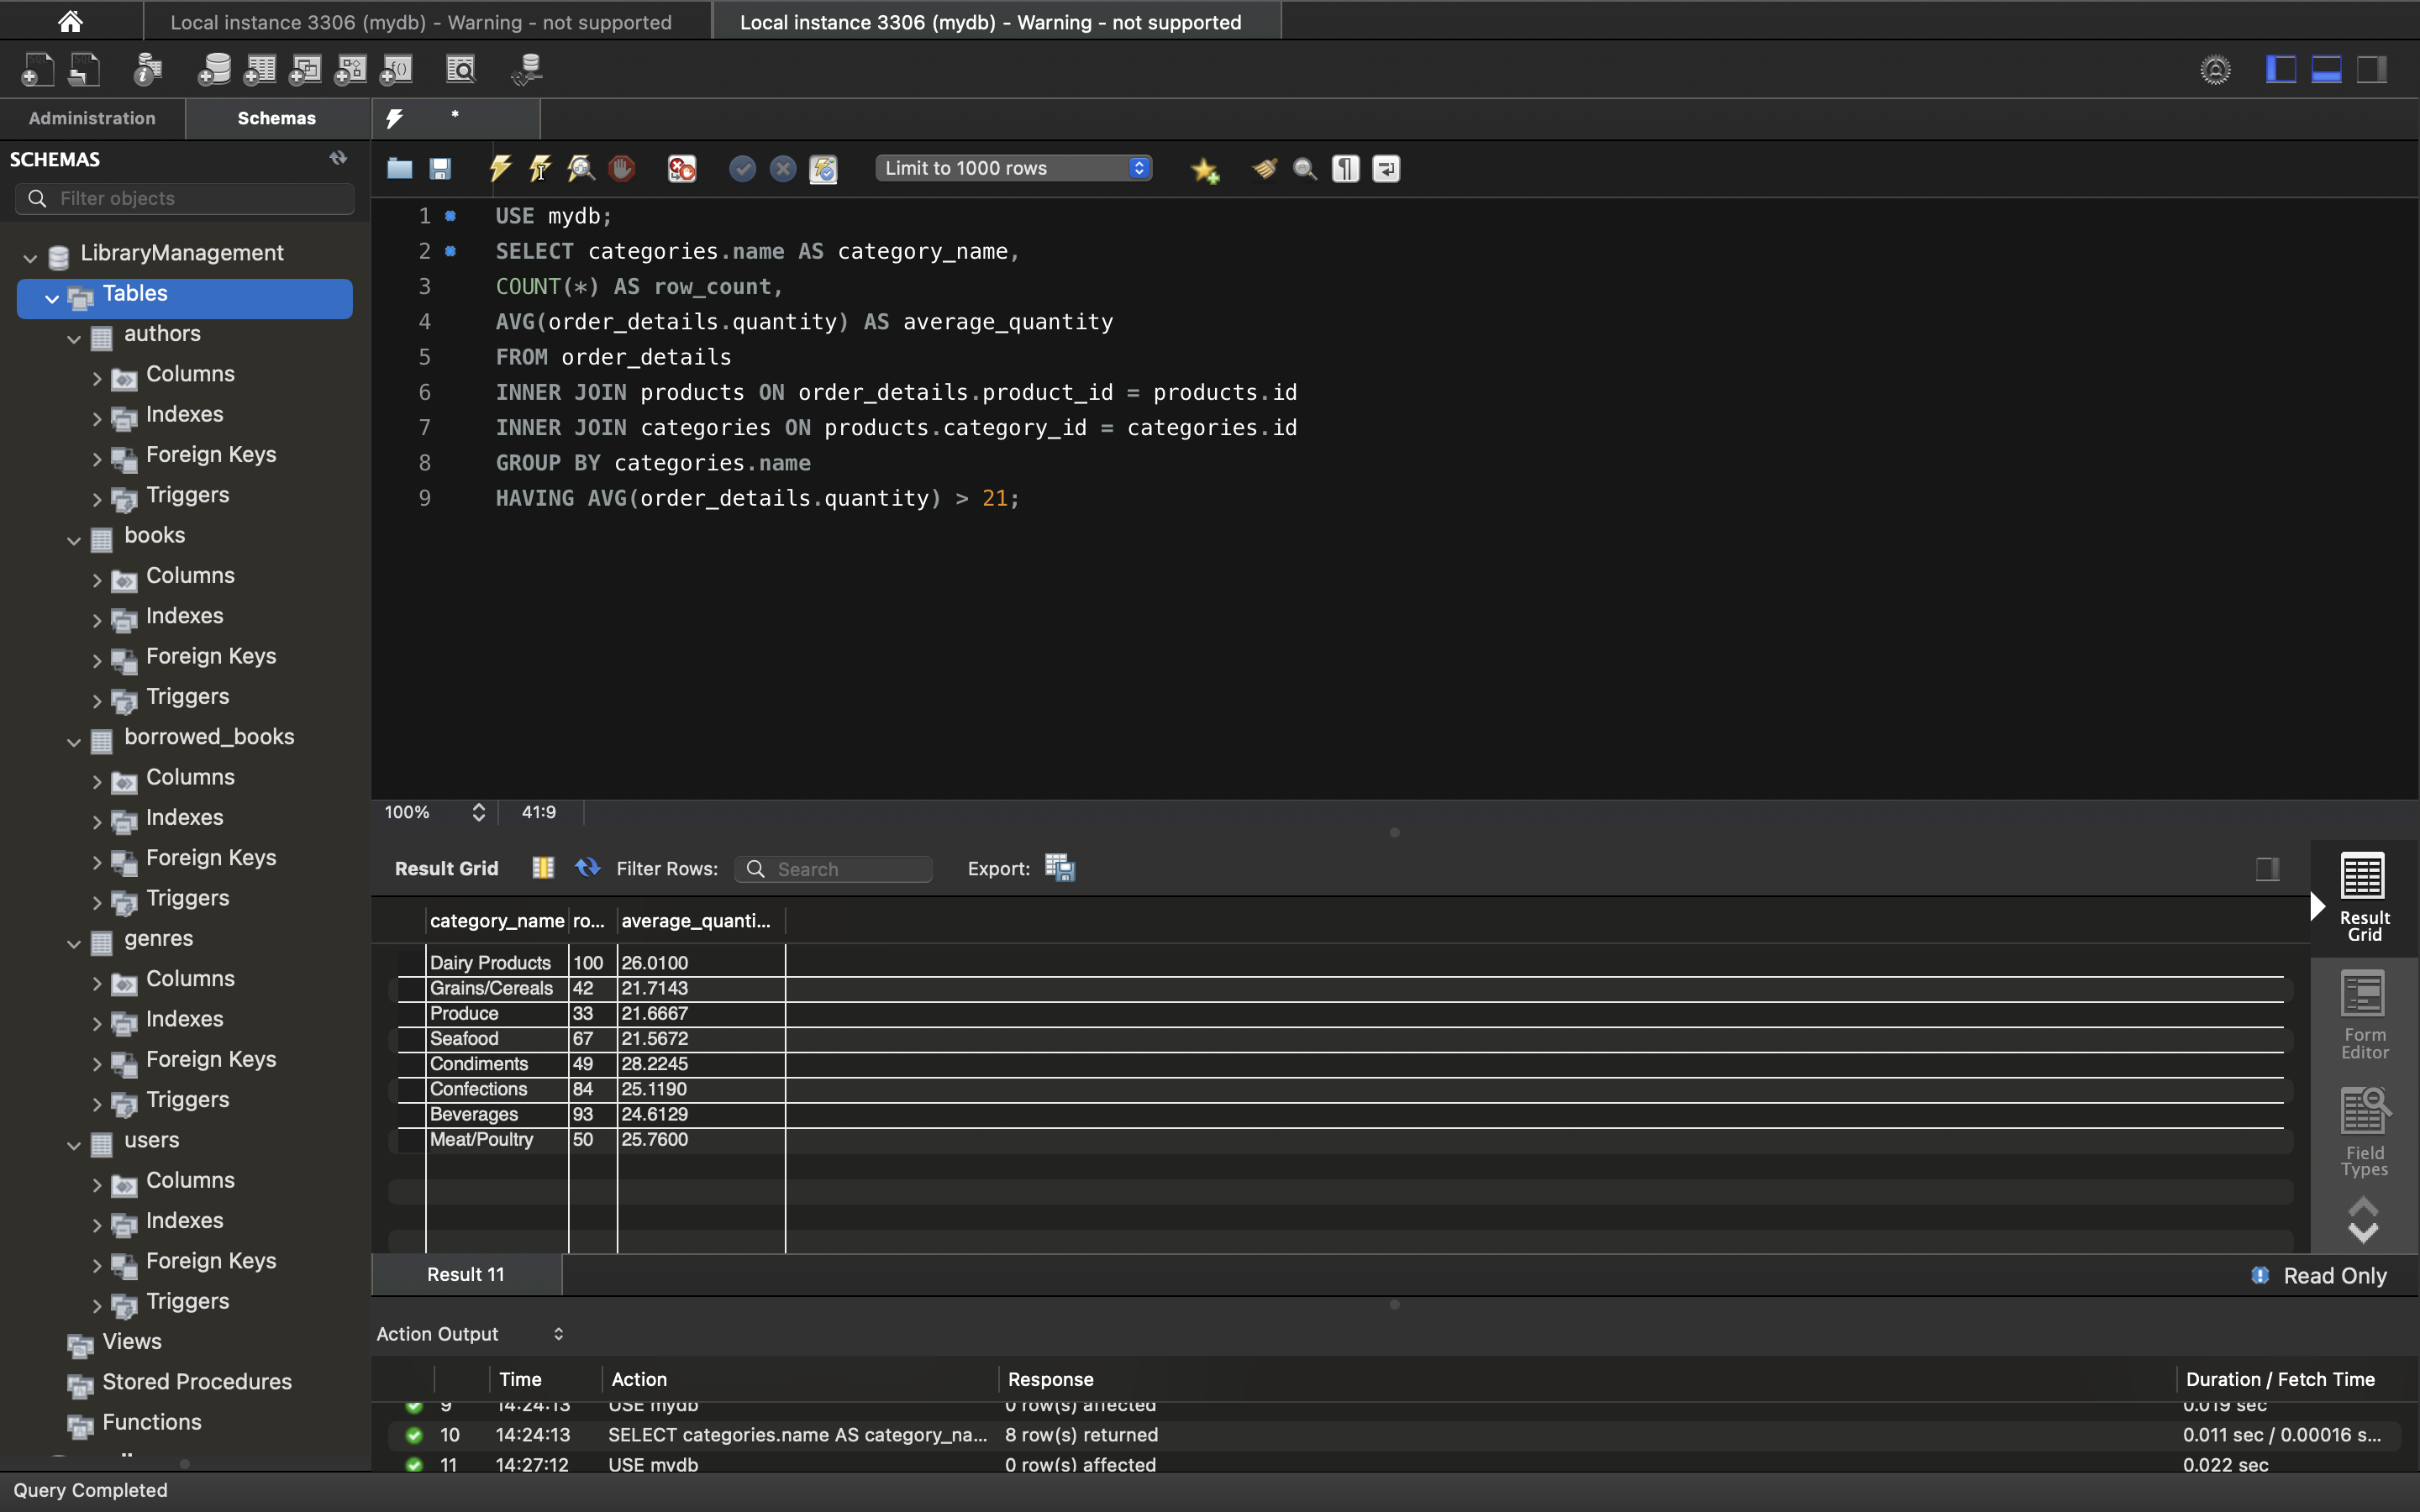 Local instance 3306 (mydb) - Warning - not supported
Local instance 3306 (mydb) - Warning - not supported
Administration
Schemas
*
SCHEMAS
Filter objects
LibraryManagement
Tables
authors
Columns
Indexes
Foreign Keys
Triggers
books
Columns
Indexes
Foreign Keys
Triggers
borrowed_books
Columns
Indexes
Foreign Keys
Triggers
genres
Columns
Indexes
Foreign Keys
Triggers
users
Columns
Indexes
Foreign Keys
Triggers
Views
Stored Procedures
Functions
Limit to 1000 rows
1 USE mydb;
2 SELECT categories.name AS category_name,
3 COUNT(*) AS row_count,
4 AVG(order_details.quantity) AS average_quantity
5 FROM order_details
6 INNER JOIN products ON order_details.product_id = products.id
7 INNER JOIN categories ON products.category_id = categories.id
8 GROUP BY categories.name
9 HAVING AVG(order_details.quantity) > 21;
100% 41:9
Result Grid Filter Rows: Search Export:
category_name ro... average_quanti...
Dairy Products 100 26.0100
Grains/Cereals 42 21.7143
Produce 33 21.6667
Seafood 67 21.5672
Condiments 49 28.2245
Confections 84 25.1190
Beverages 93 24.6129
Meat/Poultry 50 25.7600
Result
Grid
Form
Editor
Field
Types
Result 11
Read Only
Action Output
Time Action Response Duration / Fetch Time
9 14:24:13 USE mydb 0 row(s) affected 0.019 sec
10 14:24:13 SELECT categories.name AS category_na... 8 row(s) returned 0.011 sec / 0.00016 s...
11 14:27:12 USE mydb 0 row(s) affected 0.022 sec
Query Completed